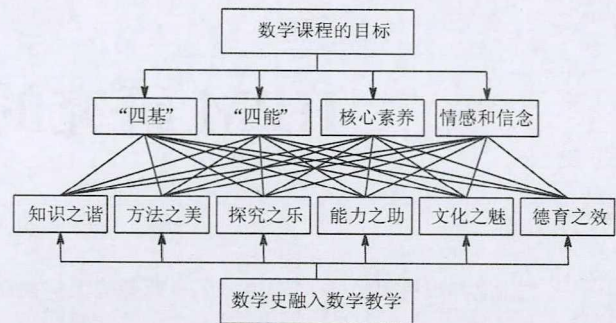 数学课程的目标
“四基”
“四能”
核心素养
情感和信念
知识之谐
方法之美
探究之乐
能力之助
文化之魅
德育之效
数学史融入数学教学